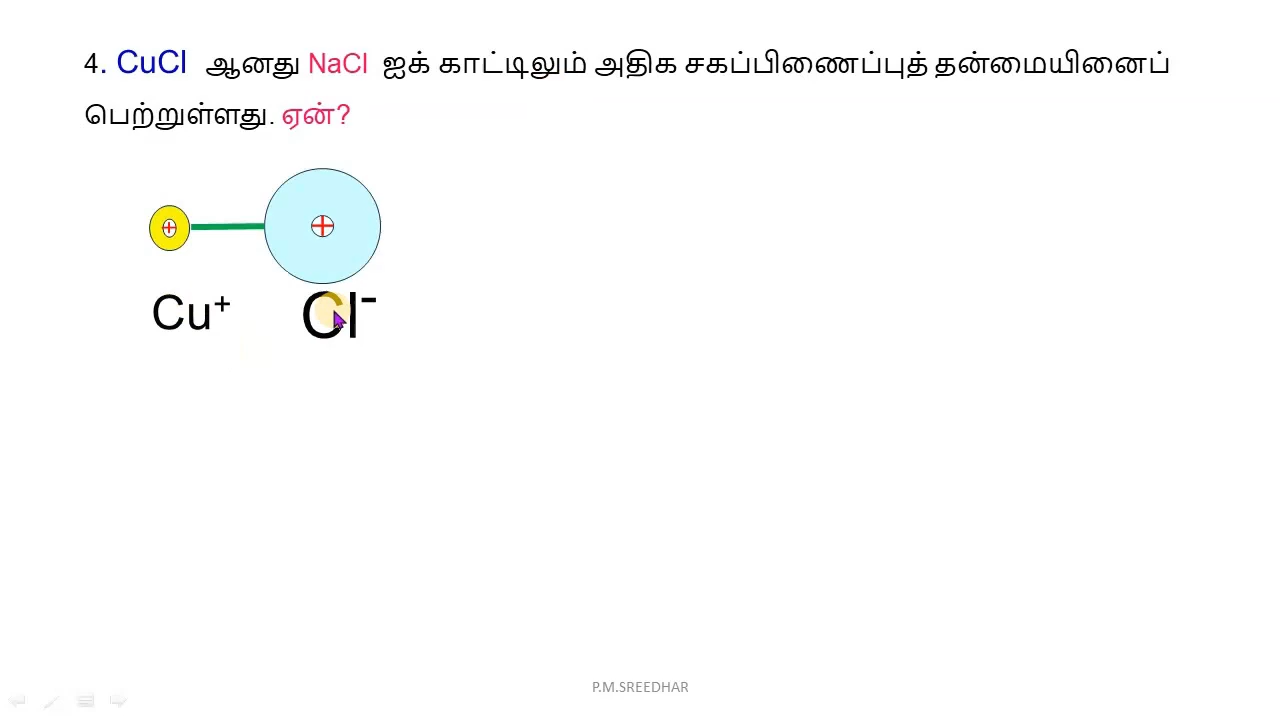 4. CuCl ஆனது NaCl ஐக் காட்டிலும் அதிக சகப்பிணைப்புத் தன்மையினைப்
பெற்றுள்ளது. ஏன்?
+ +
Cu⁺ Cl⁻
P.M.SREEDHAR